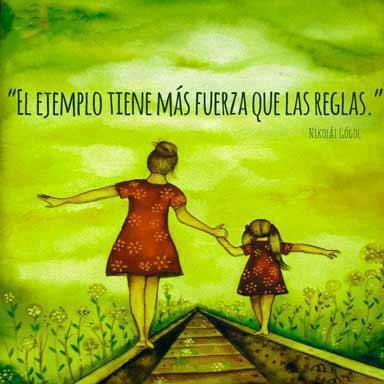 “El ejemplo tiene más fuerza que las reglas.”
Nikolái Gógol